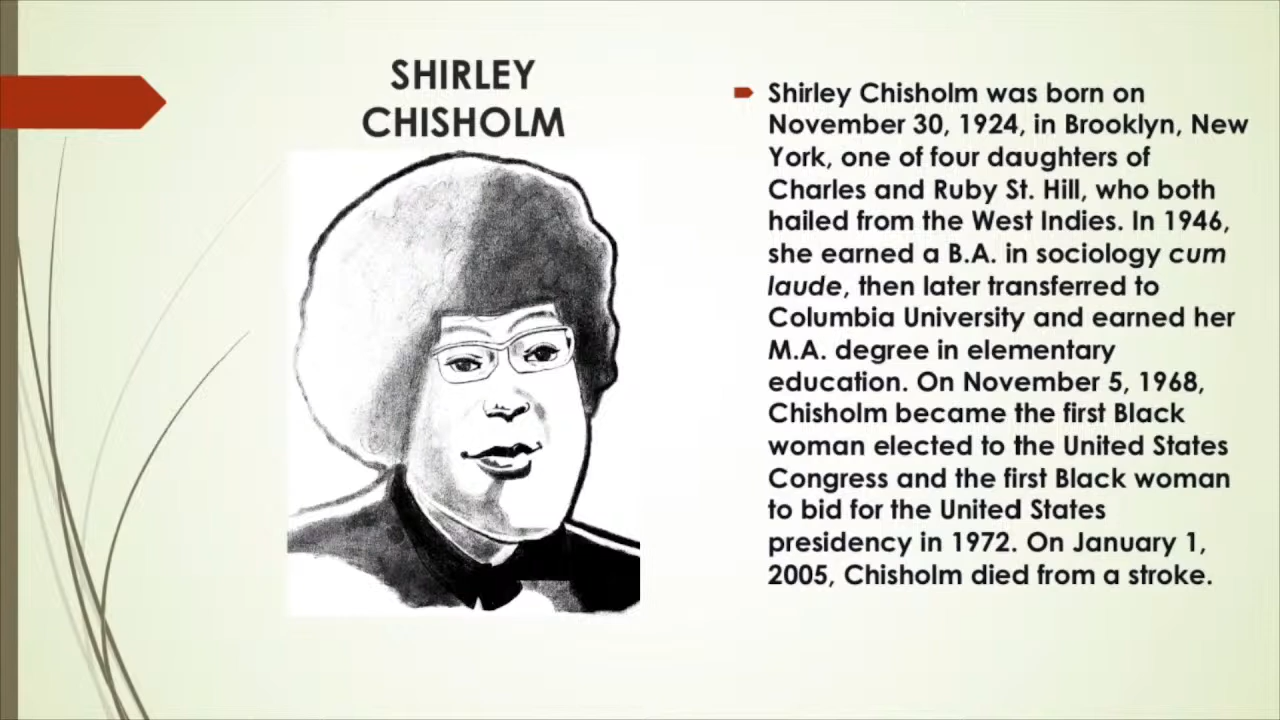 SHIRLEY
CHISHOLM
Shirley Chisholm was born on
November 30, 1924, in Brooklyn, New
York, one of four daughters of
Charles and Ruby St. Hill, who both
hailed from the West Indies. In 1946,
she earned a B.A. in sociology cum
laude, then later transferred to
Columbia University and earned her
M.A. degree in elementary
education. On November 5, 1968,
Chisholm became the first Black
woman elected to the United States
Congress and the first Black woman
to bid for the United States
presidency in 1972. On January 1,
2005, Chisholm died from a stroke.